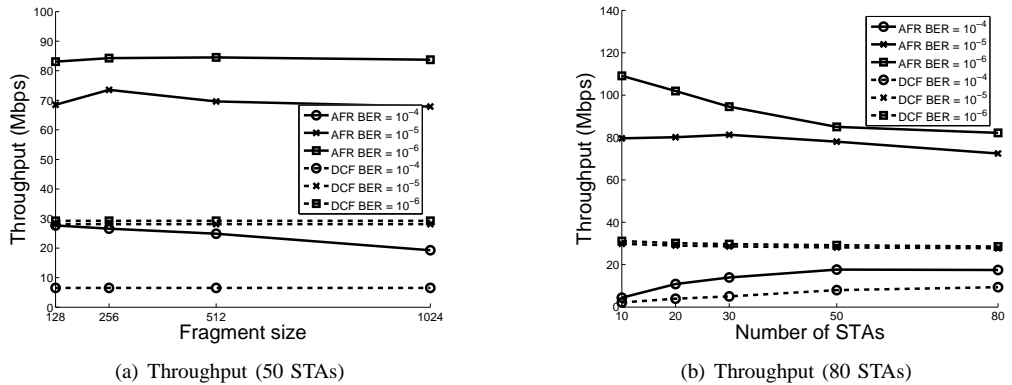 100
90
80
70
60
50
40
30
20
10
0
Throughput (Mbps)
128 256 512 1024
Fragment size
AFR BER = 10⁻⁴
AFR BER = 10⁻⁵
AFR BER = 10⁻⁶
DCF BER = 10⁻⁴
DCF BER = 10⁻⁵
DCF BER = 10⁻⁶
(a) Throughput (50 STAs)
140
120
100
80
60
40
20
0
Throughput (Mbps)
10 20 30 50 80
Number of STAs
AFR BER = 10⁻⁴
AFR BER = 10⁻⁵
AFR BER = 10⁻⁶
DCF BER = 10⁻⁴
DCF BER = 10⁻⁵
DCF BER = 10⁻⁶
(b) Throughput (80 STAs)